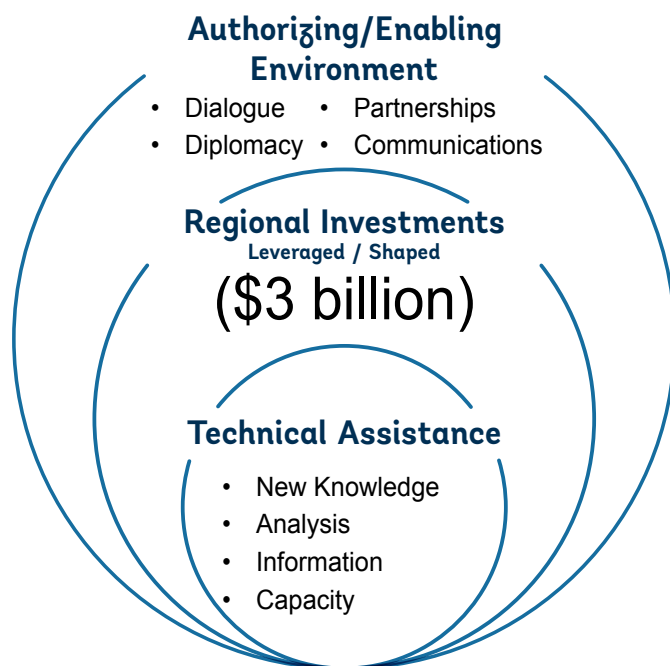 Authorizing/Enabling
Environment
• Dialogue • Partnerships
• Diplomacy • Communications
Regional Investments
Leveraged / Shaped
($3 billion)
Technical Assistance
• New Knowledge
• Analysis
• Information
• Capacity